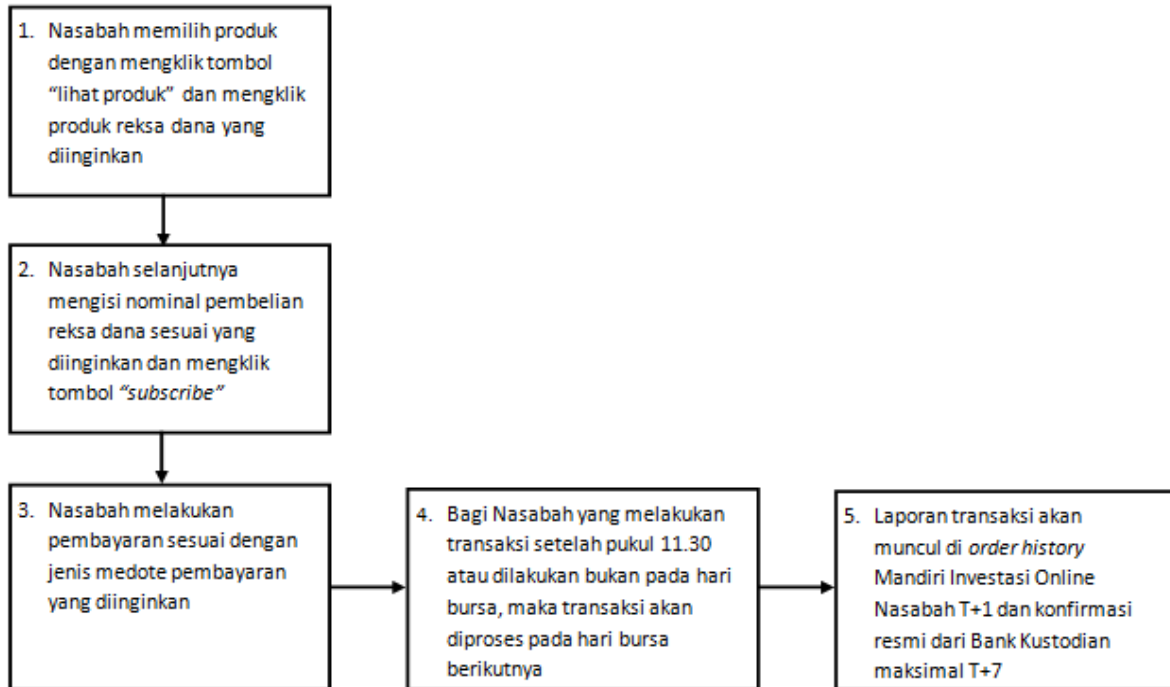 1. Nasabah memilih produk
dengan mengklik tombol
“lihat produk” dan mengklik
produk reksa dana yang
diinginkan
2. Nasabah selanjutnya
mengisi nominal pembelian
reksa dana sesuai yang
diinginkan dan mengklik
tombol “subscribe”
3. Nasabah melakukan
pembayaran sesuai dengan
jenis medote pembayaran
yang diinginkan
4. Bagi Nasabah yang melakukan
transaksi setelah pukul 11.30
atau dilakukan bukan pada hari
bursa, maka transaksi akan
diproses pada hari bursa
berikutnya
5. Laporan transaksi akan
muncul di order history
Mandiri Investasi Online
Nasabah T+1 dan konfirmasi
resmi dari Bank Kustodian
maksimal T+7